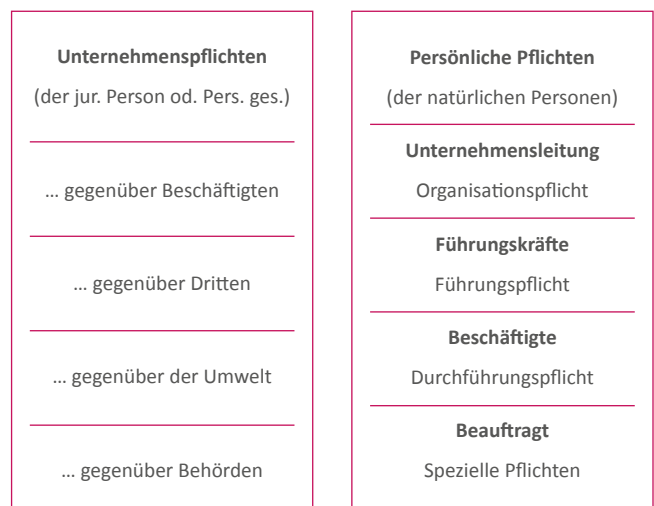 Unternehmenspflichten
(der jur. Person od. Pers. ges.)
... gegenüber Beschäftigten
... gegenüber Dritten
... gegenüber der Umwelt
... gegenüber Behörden
Persönliche Pflichten
(der natürlichen Personen)
Unternehmensleitung
Organisationspflicht
Führungskräfte
Führungspflicht
Beschäftigte
Durchführungspflicht
Beauftragt
Spezielle Pflichten